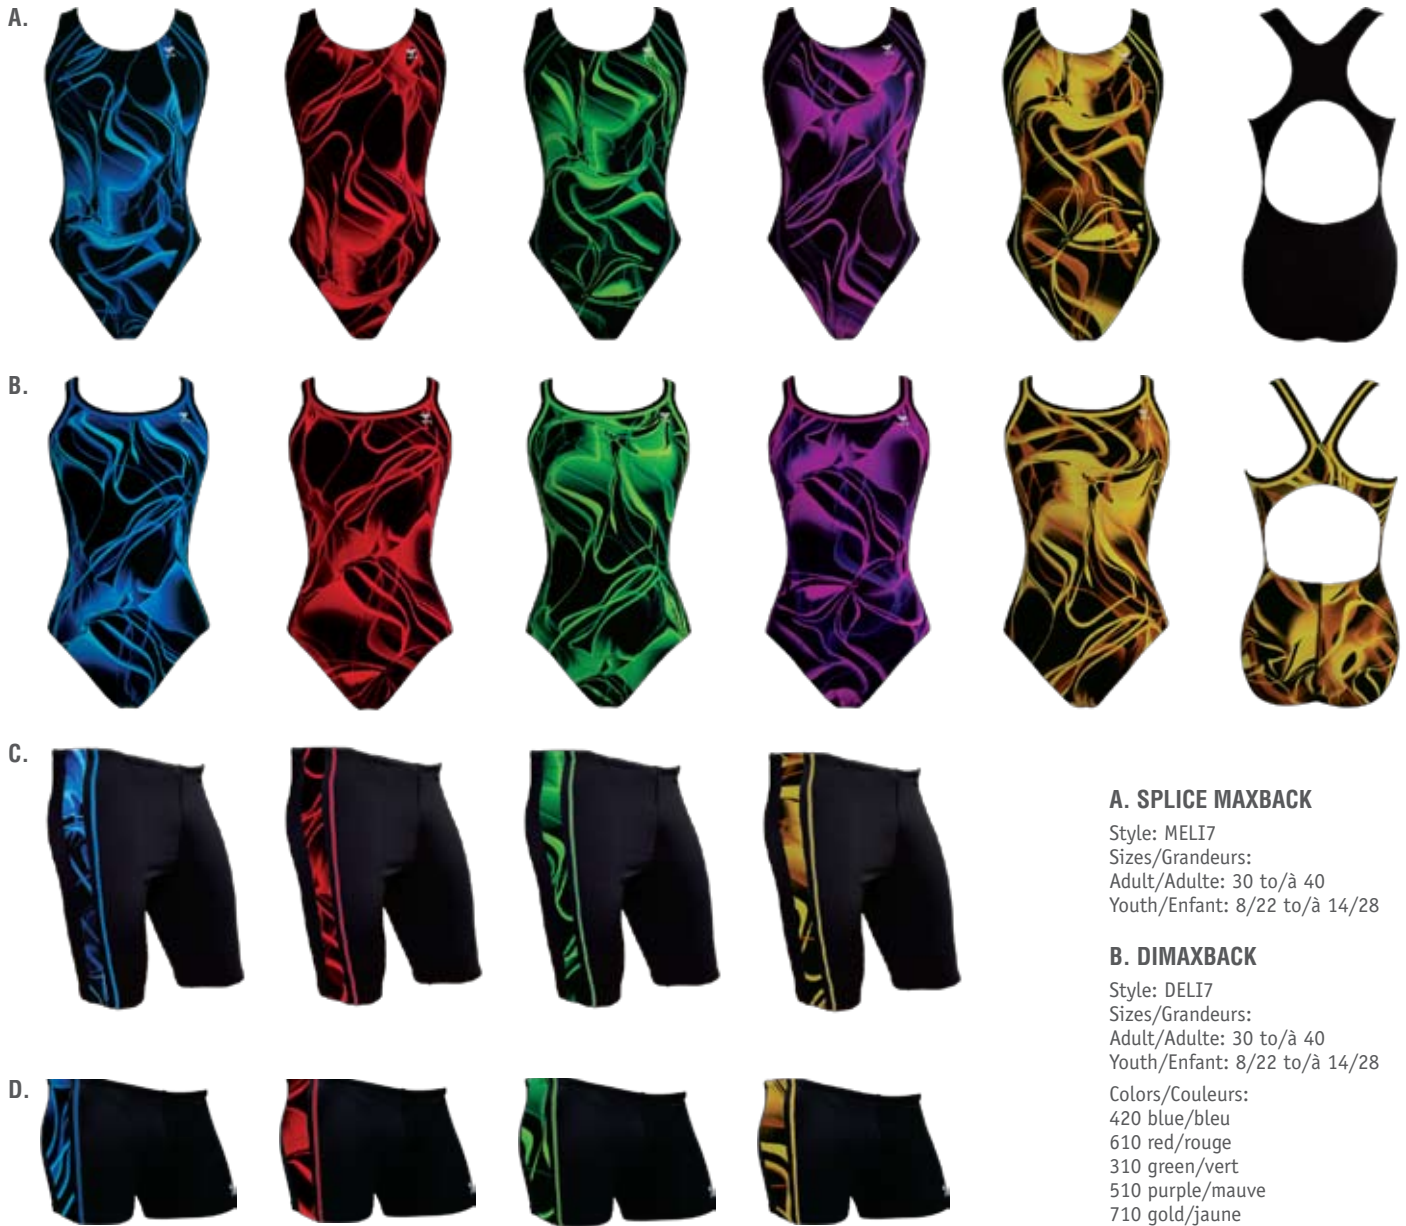 A.
B.
C.
D.
A. SPLICE MAXBACK
Style: MELI7
Sizes/Grandeurs:
Adult/Adulte: 30 to/à 40
Youth/Enfant: 8/22 to/à 14/28
B. DIMAXBACK
Style: DELI7
Sizes/Grandeurs:
Adult/Adulte: 30 to/à 40
Youth/Enfant: 8/22 to/à 14/28
Colors/Couleurs:
420 blue/bleu
610 red/rouge
310 green/vert
510 purple/mauve
710 gold/jaune